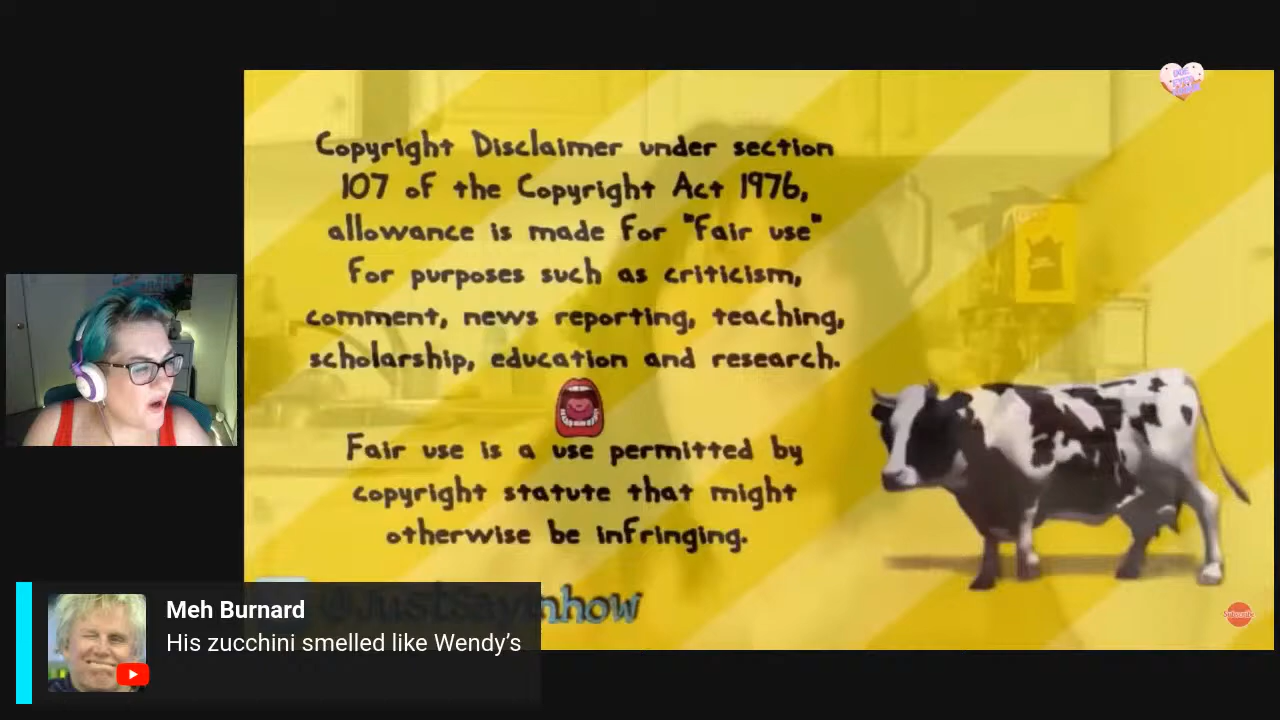 Copyright Disclaimer under section
107 of the Copyright Act 1976,
allowance is made for "fair use"
for purposes such as criticism,
comment, news reporting, teaching,
scholarship, education and research.
Fair use is a use permitted by
copyright statute that might
otherwise be infringing.
@JustSayinhow
Meh Burnard
His zucchini smelled like Wendy’s
Subscribe